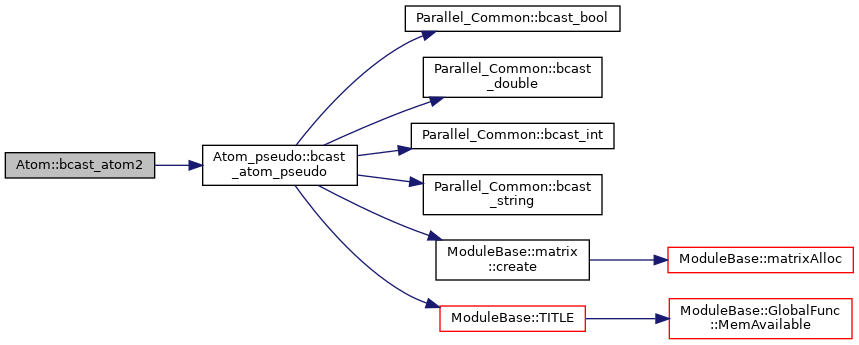 Atom::bcast_atom2
Atom_pseudo::bcast
_atom_pseudo
Parallel_Common::bcast_bool
Parallel_Common::bcast
_double
Parallel_Common::bcast_int
Parallel_Common::bcast
_string
ModuleBase::matrix
::create
ModuleBase::matrixAlloc
ModuleBase::TITLE
ModuleBase::GlobalFunc
::MemAvailable